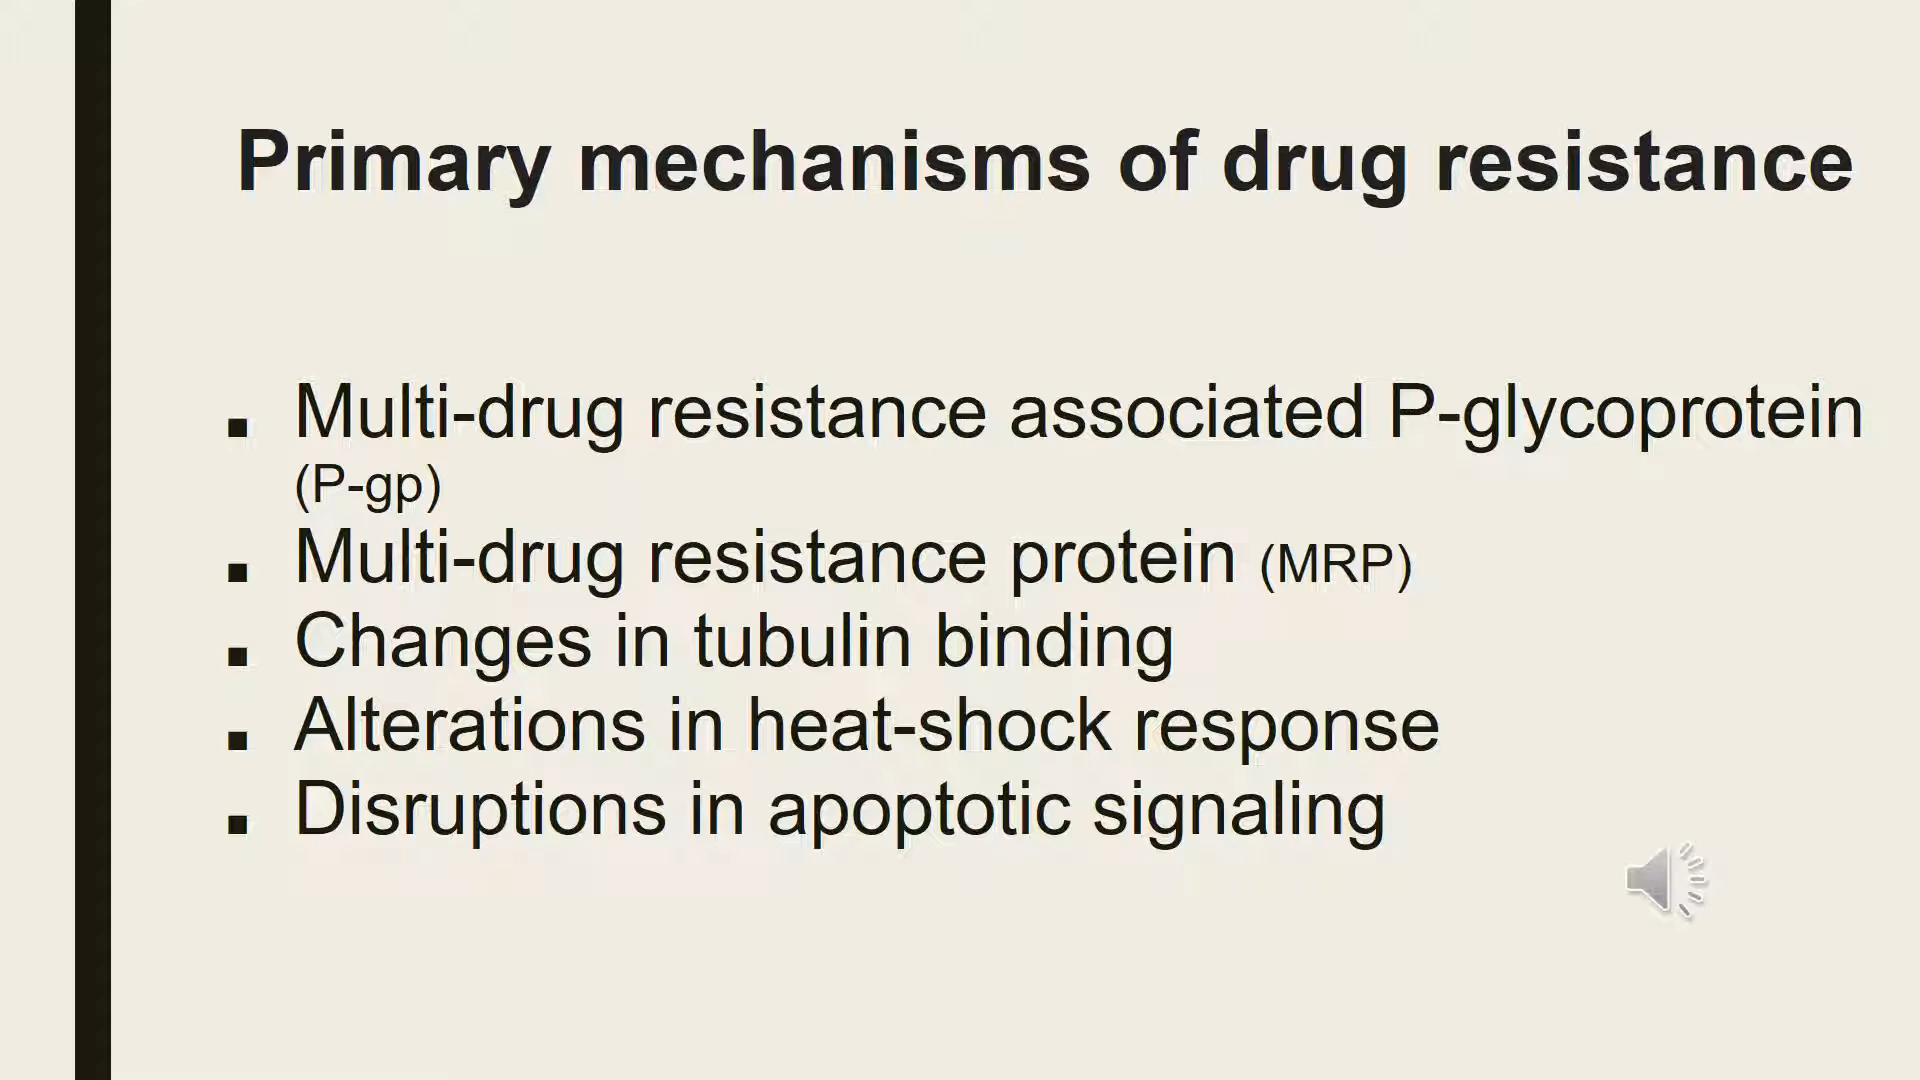 Primary mechanisms of drug resistance
■ Multi-drug resistance associated P-glycoprotein
(P-gp)
■ Multi-drug resistance protein (MRP)
■ Changes in tubulin binding
■ Alterations in heat-shock response
■ Disruptions in apoptotic signaling